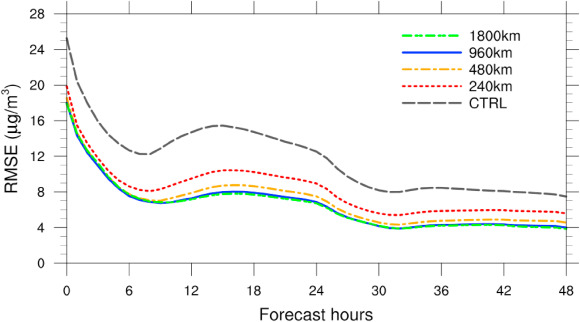 28
24
20
16
12
8
4
0
RMSE (μg/m³)
1800km
960km
480km
240km
CTRL
0 6 12 18 24 30 36 42 48
Forecast hours